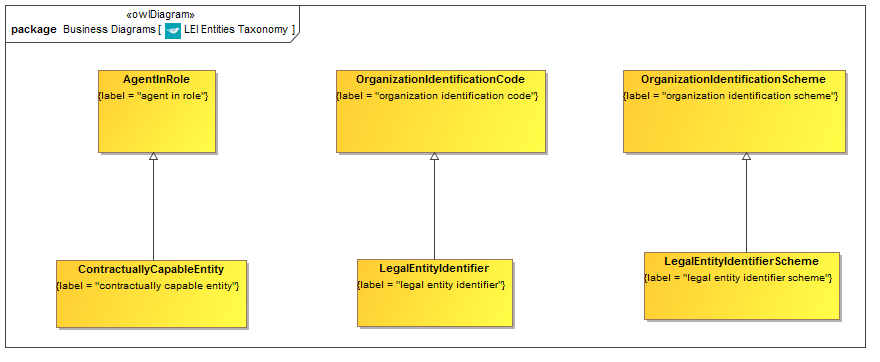 «owlDiagram»
package Business Diagrams [ LEI Entities Taxonomy ]
AgentInRole
{label = "agent in role"}
OrganizationIdentificationCode
{label = "organization identification code"}
OrganizationIdentificationScheme
{label = "organization identification scheme"}
ContractuallyCapableEntity
{label = "contractually capable entity"}
LegalEntityIdentifier
{label = "legal entity identifier"}
LegalEntityIdentifierScheme
{label = "legal entity identifier scheme"}